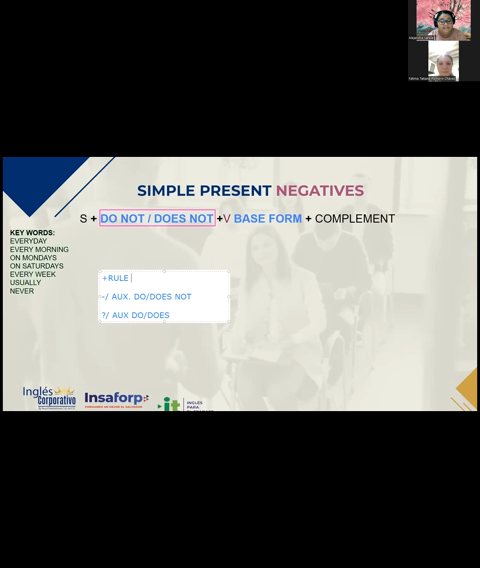 SIMPLE PRESENT NEGATIVES
S + DO NOT / DOES NOT +V BASE FORM + COMPLEMENT
KEY WORDS:
EVERYDAY
EVERY MORNING
ON MONDAYS
ON SATURDAYS
EVERY WEEK
USUALLY
NEVER
+RULE
-/ AUX. DO/DOES NOT
?/ AUX DO/DOES
Inglés
Corporativo
Insaforp
it
INGLÉS
PARA